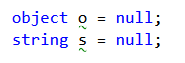 object o = null;
string s = null;